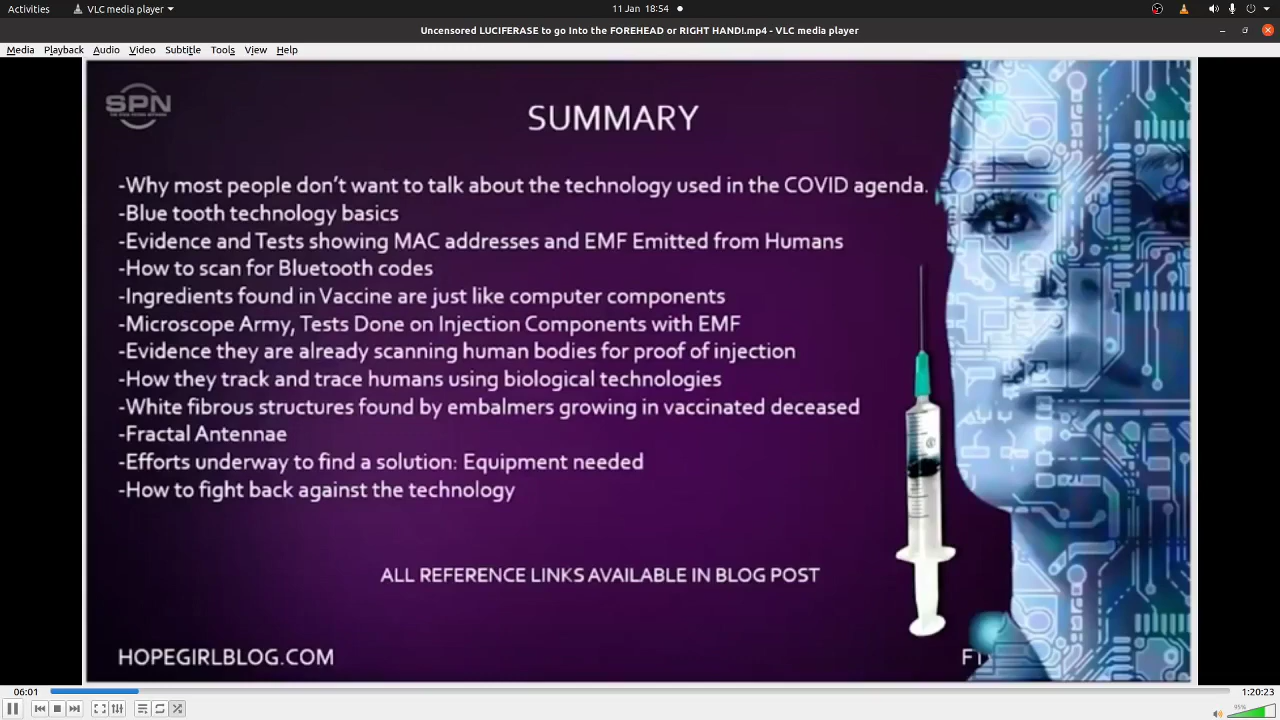 Activities VLC media player 11 Jan 18:54
Uncensored LUCIFERASE to go Into the FOREHEAD or RIGHT HAND!.mp4 - VLC media player
Media Playback Audio Video Subtitle Tools View Help
SPN
SUMMARY
-Why most people don't want to talk about the technology used in the COVID agenda.
-Blue tooth technology basics
-Evidence and Tests showing MAC addresses and EMF Emitted from Humans
-How to scan for Bluetooth codes
-Ingredients found in Vaccine are just like computer components
-Microscope Army, Tests Done on Injection Components with EMF
-Evidence they are already scanning human bodies for proof of injection
-How they track and trace humans using biological technologies
-White fibrous structures found by embalmers growing in vaccinated deceased
-Fractal Antennae
-Efforts underway to find a solution: Equipment needed
-How to fight back against the technology
ALL REFERENCE LINKS AVAILABLE IN BLOG POST
HOPEGIRLBLOG.COM
06:01 1:20:23
95%